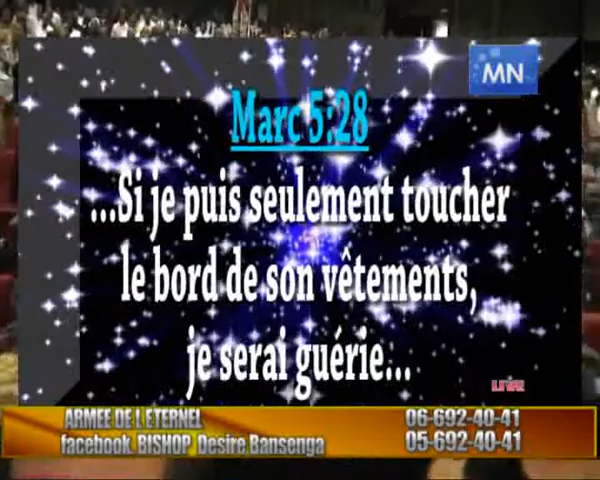 MN
Marc 5:28
...Si je puis seulement toucher
le bord de son vêtements,
je serai guérie...
LIVE
ARMEE DE L ETERNEL 06-692-40-41
facebook. BISHOP Desire Bansenga 05-692-40-41